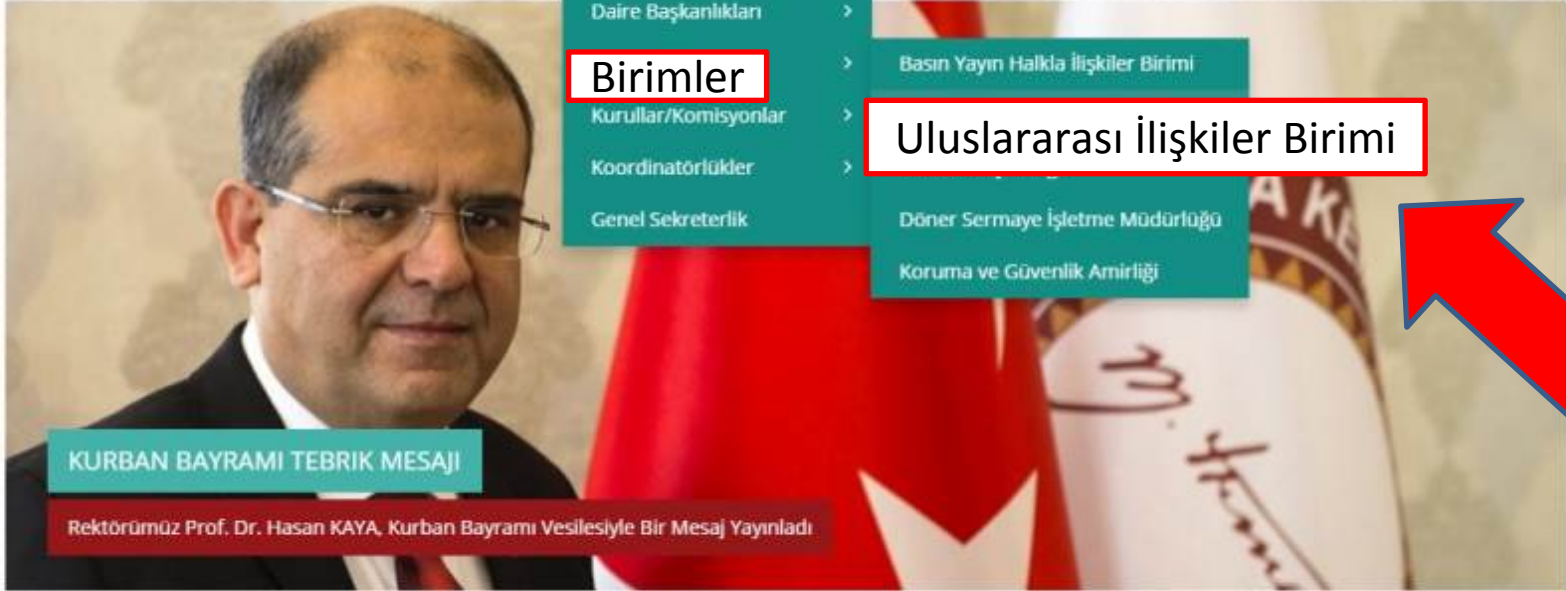 Daire Başkanlıkları >
Birimler >
Kurullar/Komisyonlar >
Koordinatörlükler >
Genel Sekreterlik
Basın Yayın Halkla İlişkiler Birimi
Uluslararası İlişkiler Birimi
Döner Sermaye İşletme Müdürlüğü
Koruma ve Güvenlik Amirliği
A KE
KURBAN BAYRAMI TEBRIK MESAJI
Rektörümüz Prof. Dr. Hasan KAYA, Kurban Bayramı Vesilesiyle Bir Mesaj Yayınladı